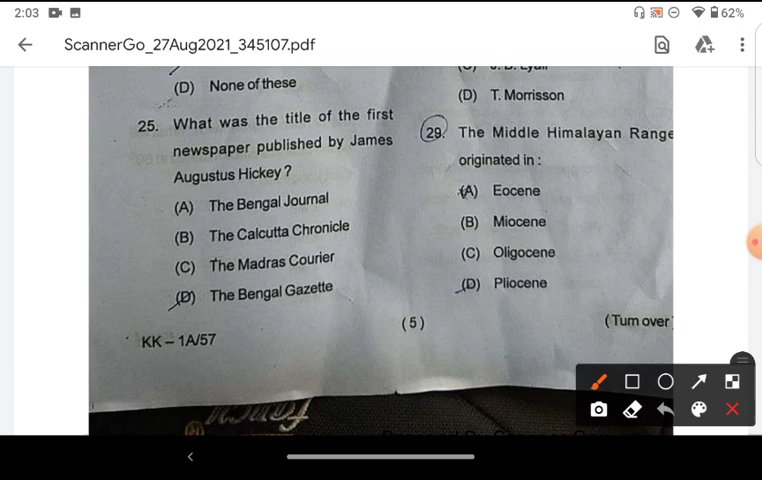 2:03
62%
ScannerGo_27Aug2021_345107.pdf
(D) None of these
25. What was the title of the first
newspaper published by James
Augustus Hickey ?
(A) The Bengal Journal
(B) The Calcutta Chronicle
(C) The Madras Courier
(D) The Bengal Gazette
KK – 1A/57
(D) T. Morrisson
29. The Middle Himalayan Range
originated in :
(A) Eocene
(B) Miocene
(C) Oligocene
(D) Pliocene
(5)
(Turn over